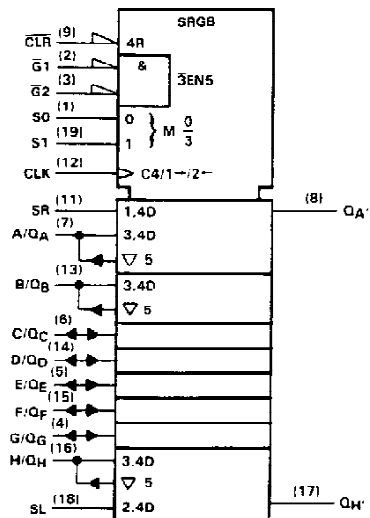 SRG8
CLR (9) 4R
G1 (2) &
G2 (3) 3EN5
S0 (1) 0 } M 0/3
S1 (19) 1
CLK (12) C4/1→/2←
SR (11) 1,4D (8) QA'
A/QA (7) 3,4D
▽ 5
B/QB (13) 3,4D
▽ 5
C/QC (6)
D/QD (14)
E/QE (5)
F/QF (15)
G/QG (4)
H/QH (16) 3,4D
▽ 5
SL (18) 2,4D (17) QH'